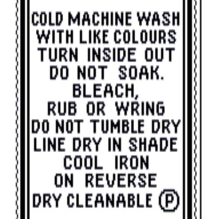 COLD MACHINE WASH
WITH LIKE COLOURS
TURN INSIDE OUT
DO NOT SOAK.
BLEACH,
RUB OR WRING
DO NOT TUMBLE DRY
LINE DRY IN SHADE
COOL IRON
ON REVERSE
DRY CLEANABLE Ⓟ